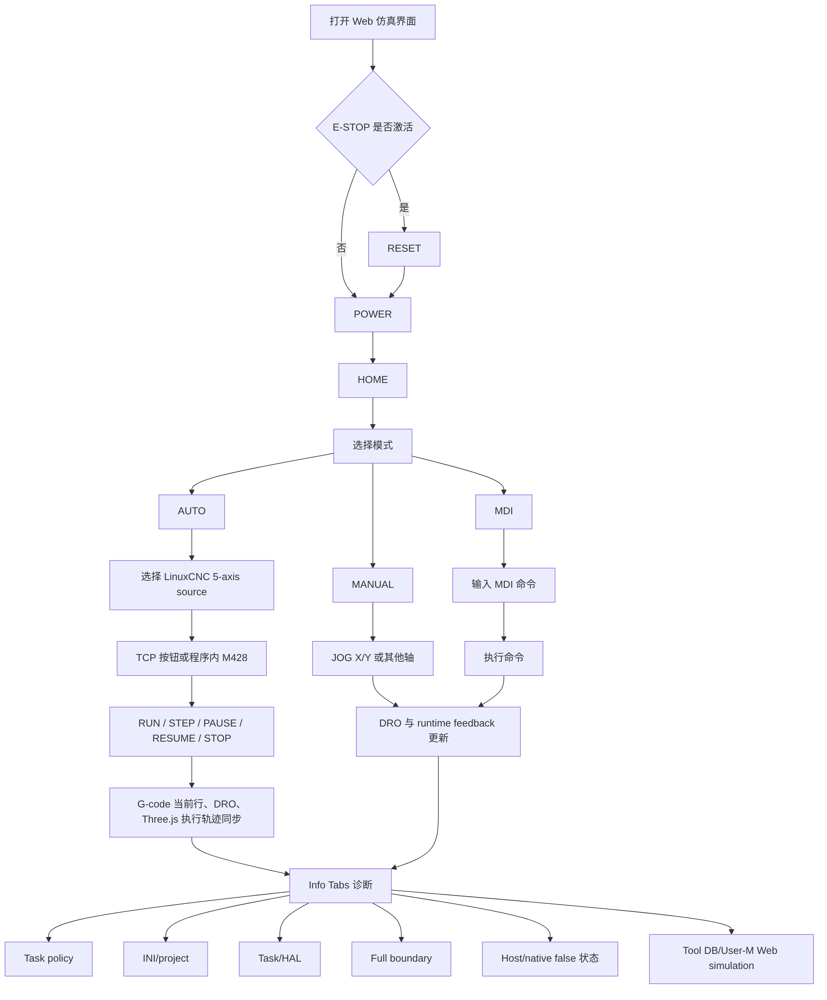 打开 Web 仿真界面
E-STOP 是否激活
是
否
RESET
POWER
HOME
选择模式
AUTO
MDI
选择 LinuxCNC 5-axis
source
MANUAL
输入 MDI 命令
TCP 按钮或程序内 M428
JOG X/Y 或其他轴
执行命令
RUN / STEP / PAUSE /
RESUME / STOP
DRO 与 runtime feedback
更新
G-code 当前行、DRO、
Three.js 执行轨迹同步
Info Tabs 诊断
Task policy
INI/project
Task/HAL
Full boundary
Host/native false 状态
Tool DB/User-M Web
simulation